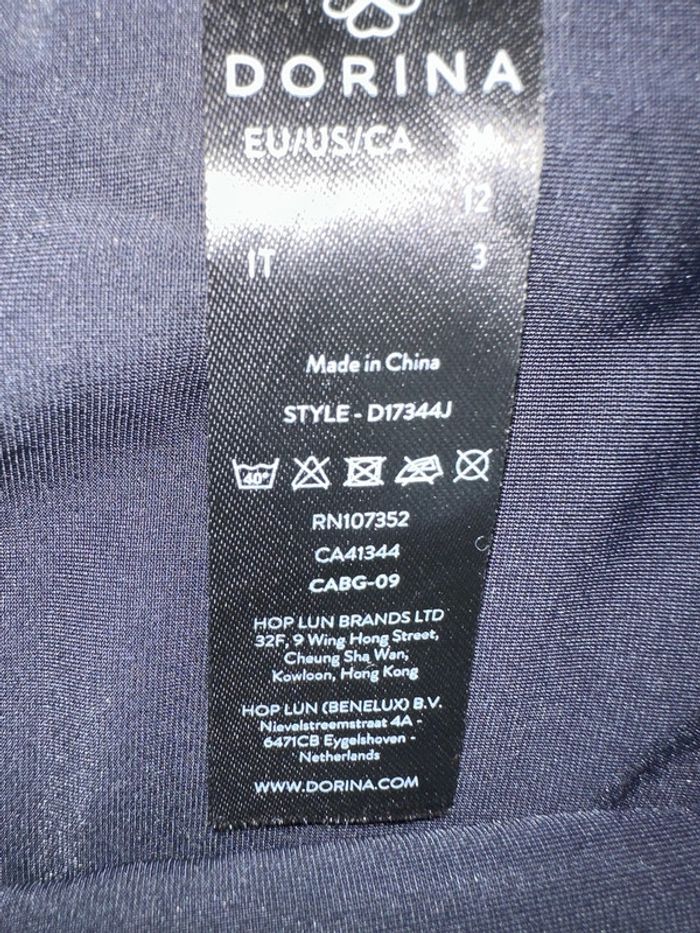 DORINA
EU/US/CA M
12
IT 3
Made in China
STYLE - D17344J
40°
RN107352
CA41344
CABG-09
HOP LUN BRANDS LTD
32F, 9 Wing Hong Street,
Cheung Sha Wan,
Kowloon, Hong Kong
HOP LUN (BENELUX) B.V.
Nievelstreemstraat 4A -
6471CB Eygelshoven -
Netherlands
WWW.DORINA.COM